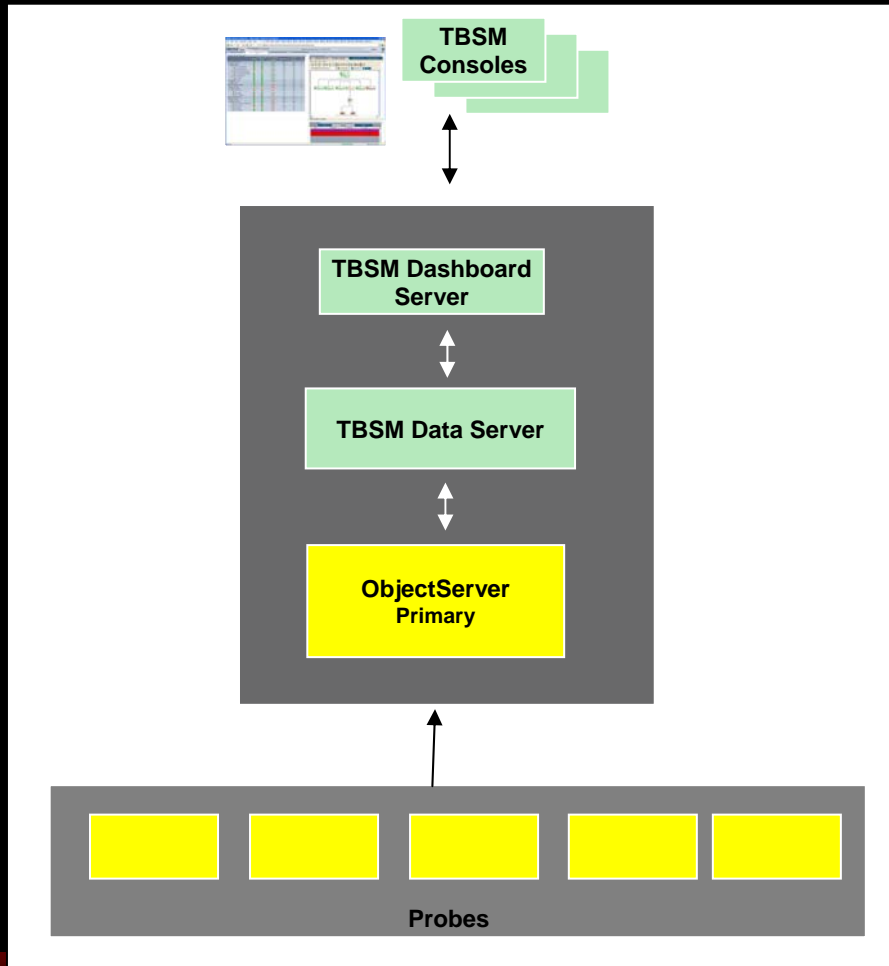 TBSM
Consoles
TBSM Dashboard
Server
TBSM Data Server
ObjectServer
Primary
Probes